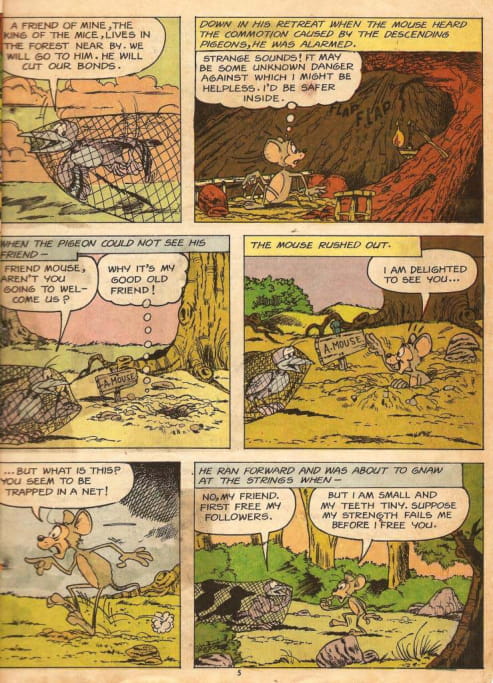 A FRIEND OF MINE, THE
KING OF THE MICE, LIVES IN
THE FOREST NEAR BY. WE
WILL GO TO HIM. HE WILL
CUT OUR BONDS.
DOWN IN HIS RETREAT WHEN THE MOUSE HEARD
THE COMMOTION CAUSED BY THE DESCENDING
PIGEONS, HE WAS ALARMED.
STRANGE SOUNDS! IT MAY
BE SOME UNKNOWN DANGER
AGAINST WHICH I MIGHT BE
HELPLESS. I'D BE SAFER
INSIDE.
FLAP FLAP
WHEN THE PIGEON COULD NOT SEE HIS
FRIEND —
FRIEND MOUSE,
AREN'T YOU
GOING TO WEL-
COME US?
WHY IT'S MY
GOOD OLD
FRIEND!
A-MOUSE
THE MOUSE RUSHED OUT.
I AM DELIGHTED
TO SEE YOU...
A-MOUSE
...BUT WHAT IS THIS?
YOU SEEM TO BE
TRAPPED IN A NET!
HE RAN FORWARD AND WAS ABOUT TO GNAW
AT THE STRINGS WHEN —
NO, MY FRIEND.
FIRST FREE MY
FOLLOWERS.
BUT I AM SMALL AND
MY TEETH TINY. SUPPOSE
MY STRENGTH FAILS ME
BEFORE I FREE YOU.
5